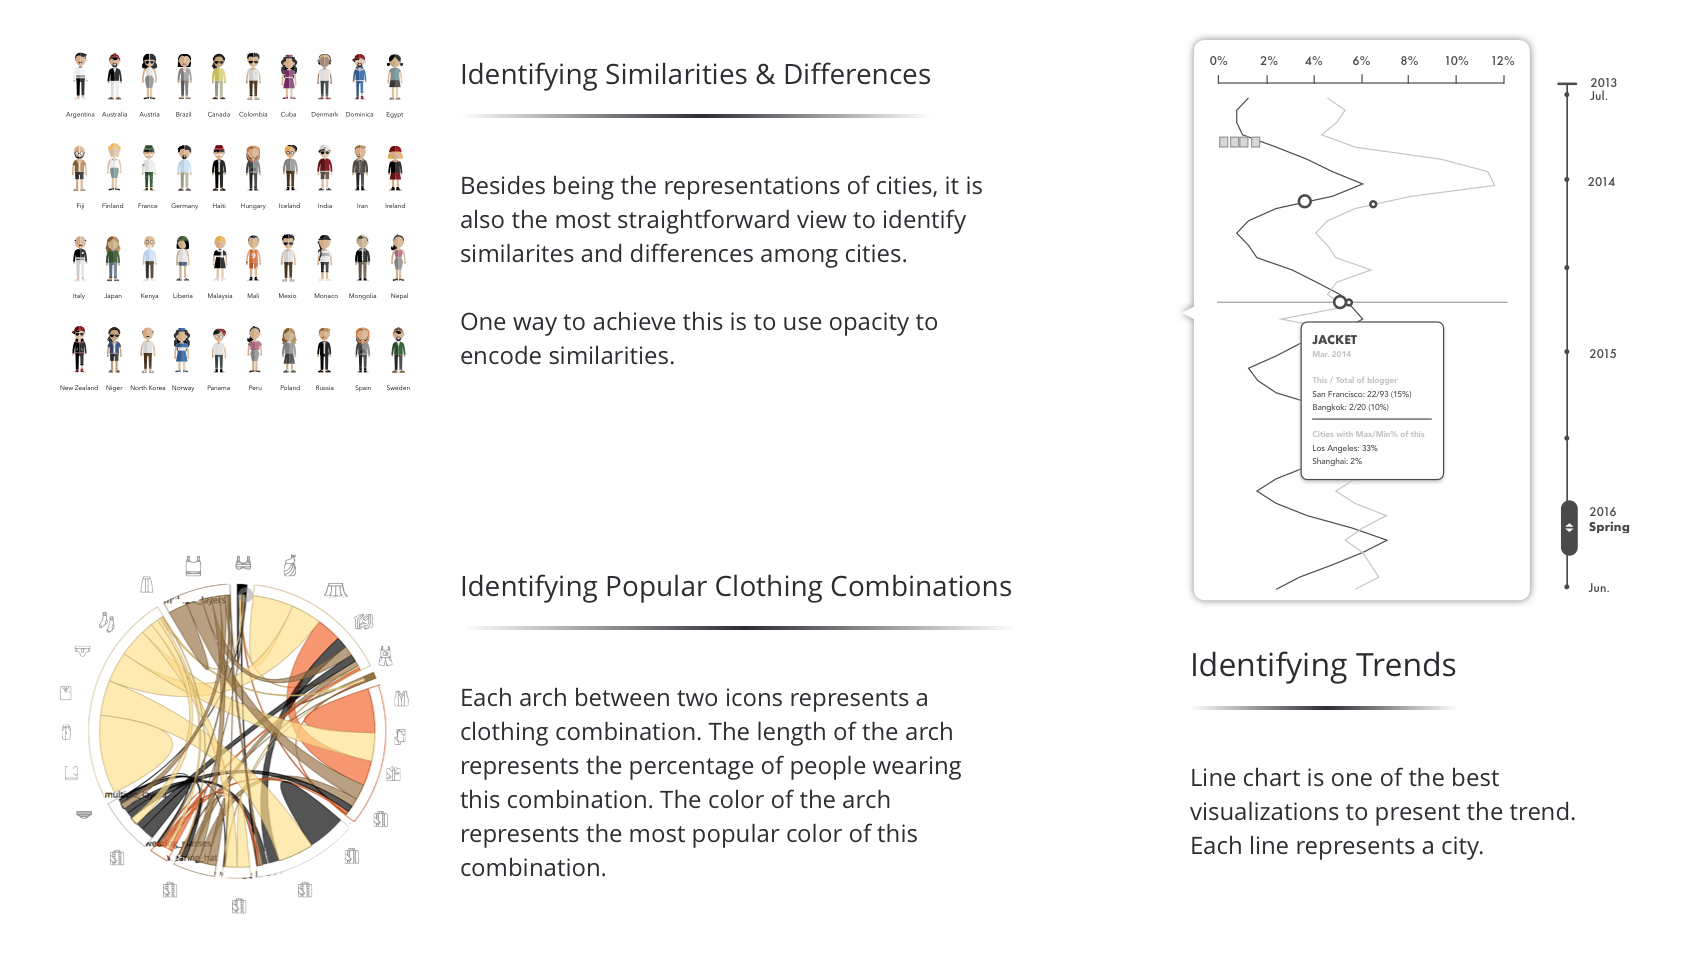 Argentina Australia Austria Brazil Canada Colombia Cuba Denmark Dominica Egypt
Fiji Finland France Germany Haiti Hungary Iceland India Iran Ireland
Italy Japan Kenya Liberia Malaysia Mali Mexio Monaco Mongolia Nepal
New Zealand Niger North Korea Norway Panama Peru Poland Russia Spain Sweden
Identifying Similarities & Differences
Besides being the representations of cities, it is
also the most straightforward view to identify
similarites and differences among cities.
One way to achieve this is to use opacity to
encode similarities.
Identifying Popular Clothing Combinations
Each arch between two icons represents a
clothing combination. The length of the arch
represents the percentage of people wearing
this combination. The color of the arch
represents the most popular color of this
combination.
0% 2% 4% 6% 8% 10% 12%
JACKET
Mar. 2014
This / Total of blogger
San Francisco: 22/93 (15%)
Bangkok: 2/20 (10%)
Cities with Max/Min% of this
Los Angeles: 33%
Shanghai: 2%
2013
Jul.
2014
2015
2016
Spring
Jun.
Identifying Trends
Line chart is one of the best
visualizations to present the trend.
Each line represents a city.